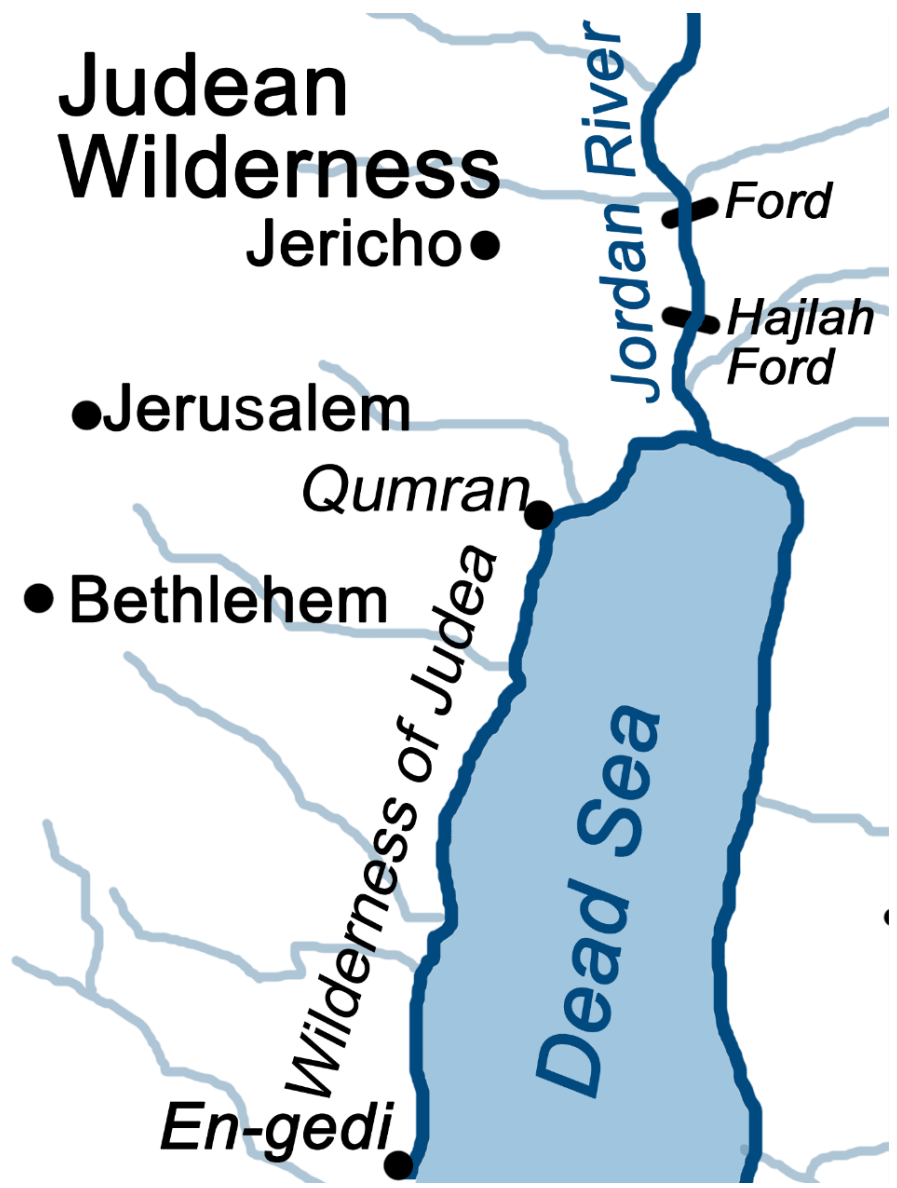 Judean
Wilderness
Jordan River
Ford
Jericho
Hajlah
Ford
Jerusalem
Qumran
Bethlehem
Wilderness of Judea
Dead Sea
En-gedi